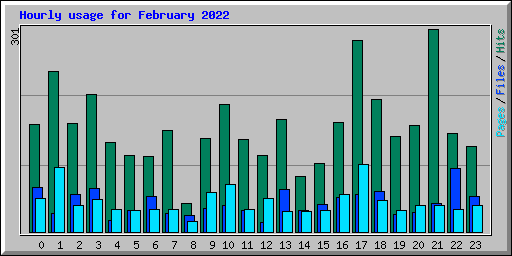 Hourly usage for February 2022
301
Pages/Files/Hits
0 1 2 3 4 5 6 7 8 9 10 11 12 13 14 15 16 17 18 19 20 21 22 23